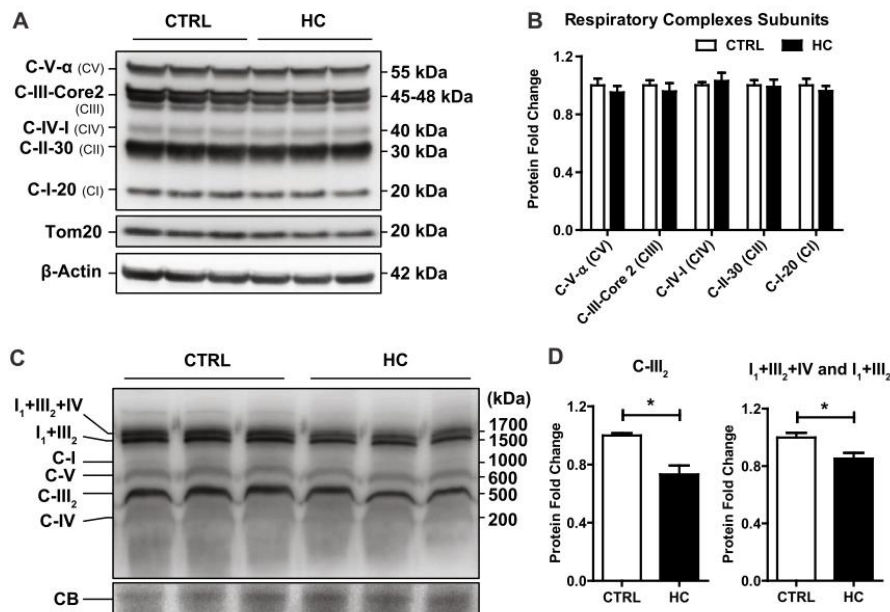 A
CTRL HC
C-V-α (CV) 55 kDa
C-III-Core2 45-48 kDa
(CIII)
C-IV-I (CIV) 40 kDa
C-II-30 (CII) 30 kDa
C-I-20 (CI) 20 kDa
Tom20 20 kDa
β-Actin 42 kDa
B
Respiratory Complexes Subunits
CTRL HC
Protein Fold Change
1.2
0.8
0.4
0.0
C-V-α (CV)
C-III-Core 2 (CIII)
C-IV-I (CIV)
C-II-30 (CII)
C-I-20 (CI)
C
CTRL HC
(kDa)
I₁+III₂+IV 1700
I₁+III₂ 1500
C-I 1000
C-V 600
C-III₂ 500
C-IV 200
CB
D
C-III₂
Protein Fold Change
1.2
0.8
0.4
0.0
*
CTRL HC
I₁+III₂+IV and I₁+III₂
Protein Fold Change
1.2
0.8
0.4
0.0
*
CTRL HC